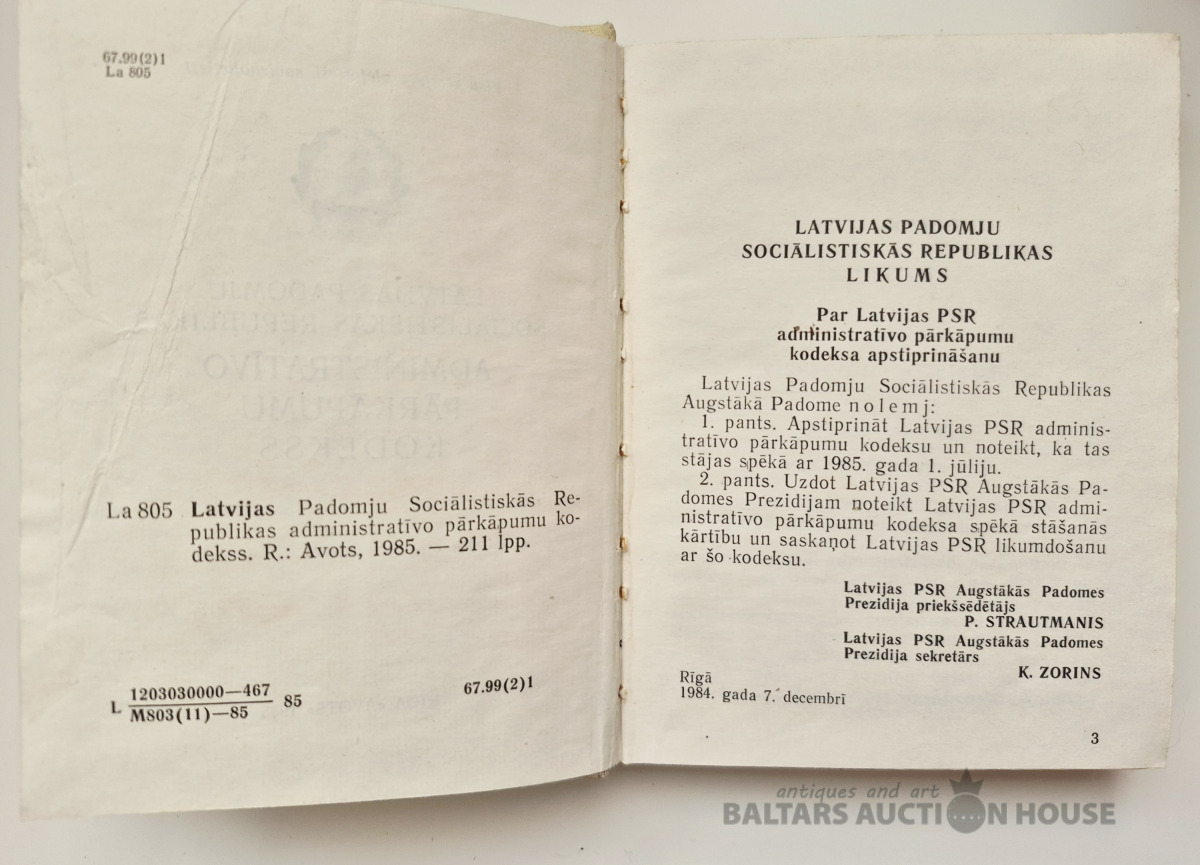 67.99(2)1
La 805
LATVIJAS PADOMJU
ADMINISTRATĪVO
PĀRKĀPUMU
KODEKSS
La 805 Latvijas Padomju Sociālistiskās Re-
publikas administratīvo pārkāpumu ko-
dekss. R.: Avots, 1985. — 211 lpp.
L 1203030000—467
M803(11)—85
85
67.99(2)1
LATVIJAS PADOMJU
SOCIĀLISTISKĀS REPUBLIKAS
LIKUMS
Par Latvijas PSR
administratīvo pārkāpumu
kodeksa apstiprināšanu
Latvijas Padomju Sociālistiskās Republikas
Augstākā Padome nolemj:
1. pants. Apstiprināt Latvijas PSR adminis-
tratīvo pārkāpumu kodeksu un noteikt, ka tas
stājas spēkā ar 1985. gada 1. jūliju.
2. pants. Uzdot Latvijas PSR Augstākās Pa-
domes Prezidijam noteikt Latvijas PSR admi-
nistratīvo pārkāpumu kodeksa spēkā stāšanās
kārtību un saskaņot Latvijas PSR likumdošanu
ar šo kodeksu.
Latvijas PSR Augstākās Padomes
Prezidija priekšsēdētājs
P. STRAUTMANIS
Latvijas PSR Augstākās Padomes
Prezidija sekretārs
K. ZORINS
Rīgā
1984. gada 7. decembrī
3
antiques and art
BALTARS AUCTION HOUSE